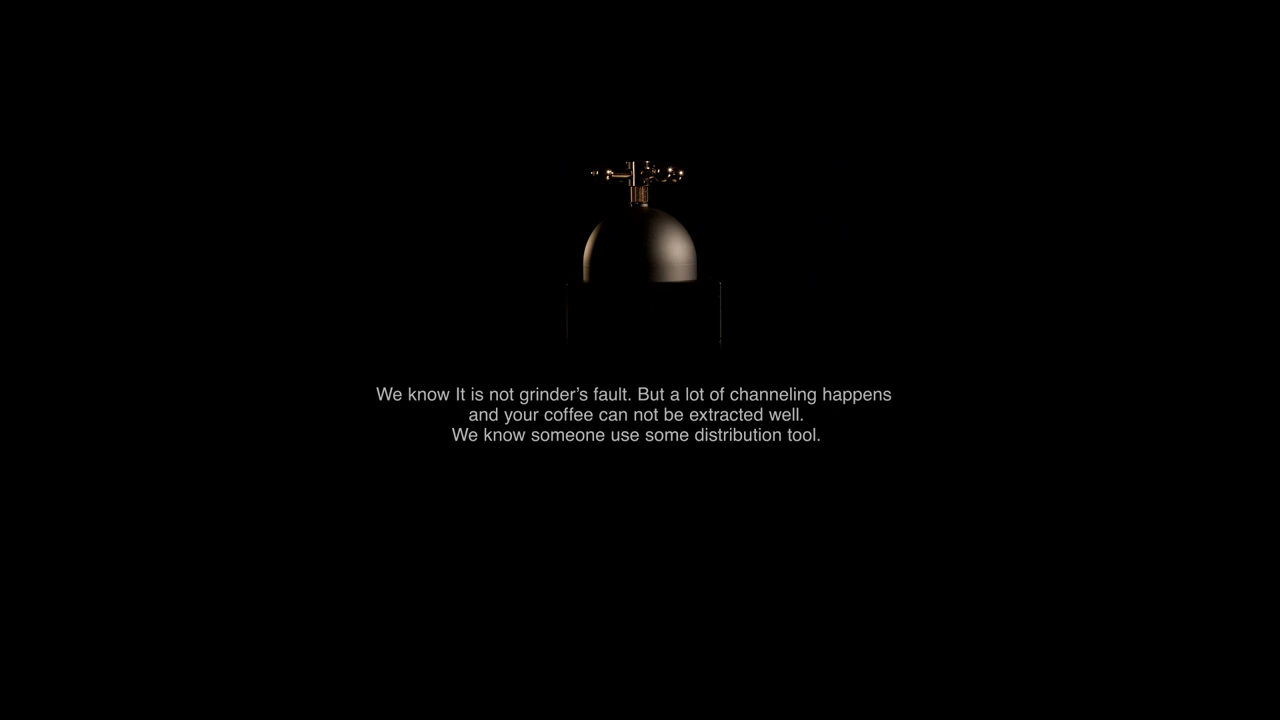 We know It is not grinder’s fault. But a lot of channeling happens
and your coffee can not be extracted well.
We know someone use some distribution tool.